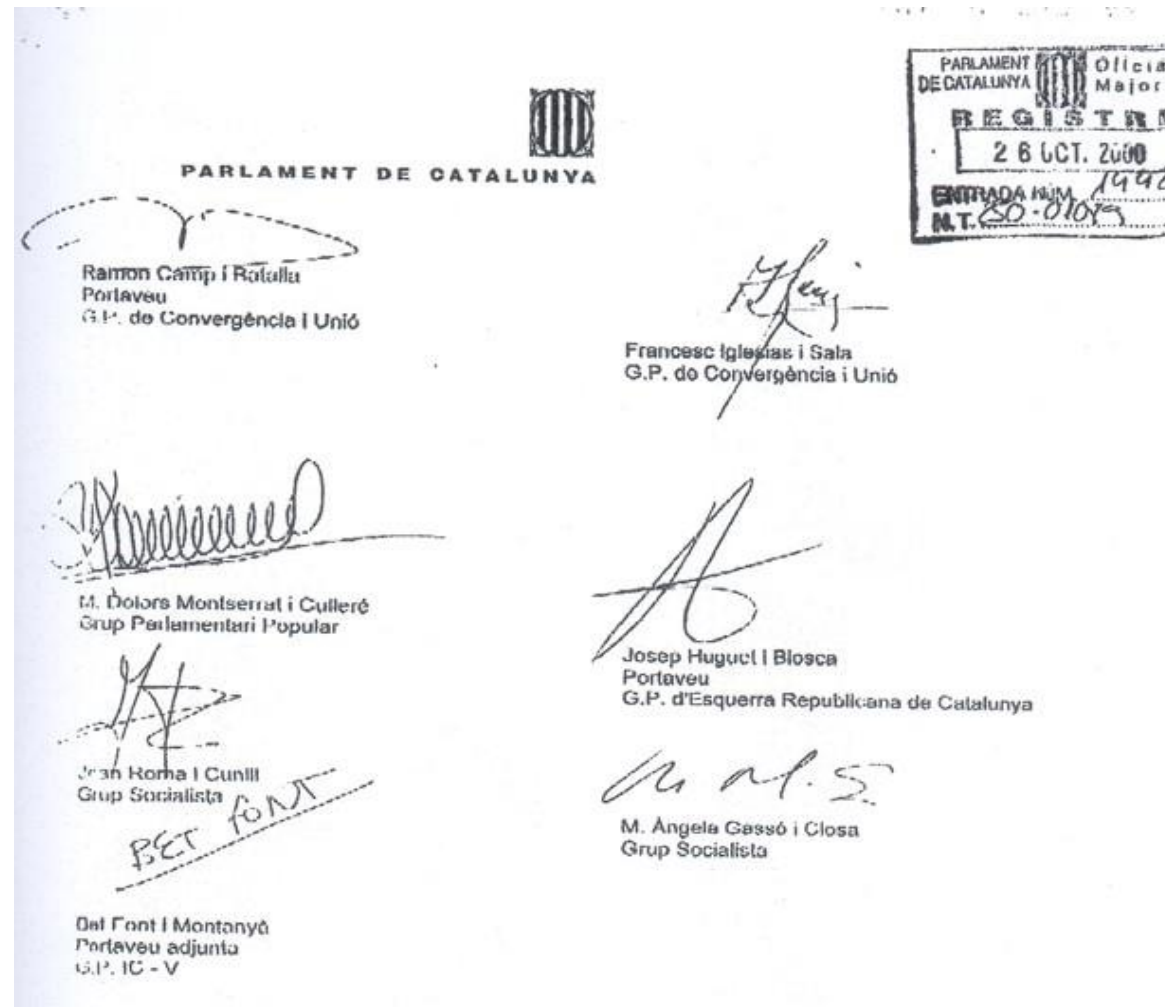 PARLAMENT DE CATALUNYA
PARLAMENT
DE CATALUNYA
Oficia
Major
REGISTR
26 OCT. 2000
ENTRADA NÚM.
N.T.
Ramon Camp i Batalla
Portaveu
G.P. de Convergència i Unió
Francesc Iglesias i Sala
G.P. de Convergència i Unió
M. Dolors Montserrat i Culleré
Grup Parlamentari Popular
Josep Huguet i Biosca
Portaveu
G.P. d'Esquerra Republicana de Catalunya
Joan Roma i Cunill
Grup Socialista
M. Àngela Gassó i Closa
Grup Socialista
BET FONT
Bet Font i Montanyà
Portaveu adjunta
G.P. IC - V